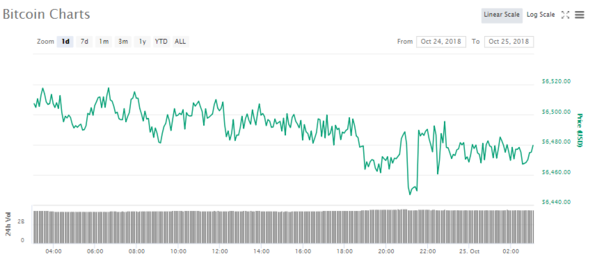 Bitcoin Charts
Linear Scale Log Scale
Zoom 1d 7d 1m 3m 1y YTD ALL
From Oct 24, 2018 To Oct 25, 2018
$6,520.00
$6,500.00
$6,480.00
$6,460.00
$6,440.00
Price (USD)
24h Vol
0
04:00 06:00 08:00 10:00 12:00 14:00 16:00 18:00 20:00 22:00 25. Oct 02:00